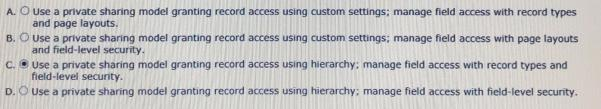 A. Use a private sharing model granting record access using custom settings; manage field access with record types
and page layouts.
B. Use a private sharing model granting record access using custom settings; manage field access with page layouts
and field-level security.
C. Use a private sharing model granting record access using hierarchy; manage field access with record types and
field-level security.
D. Use a private sharing model granting record access using hierarchy; manage field access with field-level security.